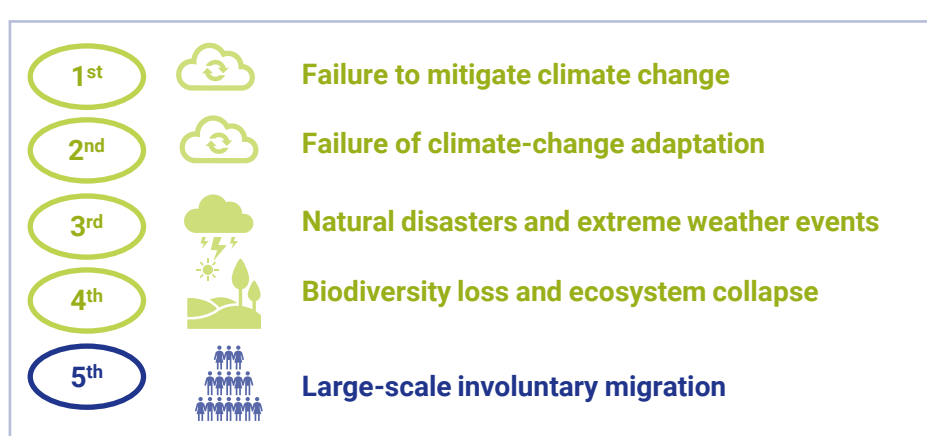 1st Failure to mitigate climate change
2nd Failure of climate-change adaptation
3rd Natural disasters and extreme weather events
4th Biodiversity loss and ecosystem collapse
5th Large-scale involuntary migration